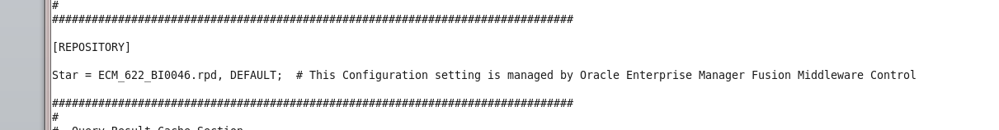 #
###############################################################################
[REPOSITORY]
Star = ECM_622_BI0046.rpd, DEFAULT;  # This Configuration setting is managed by Oracle Enterprise Manager Fusion Middleware Control
###############################################################################
#
#  Query Result Cache Section